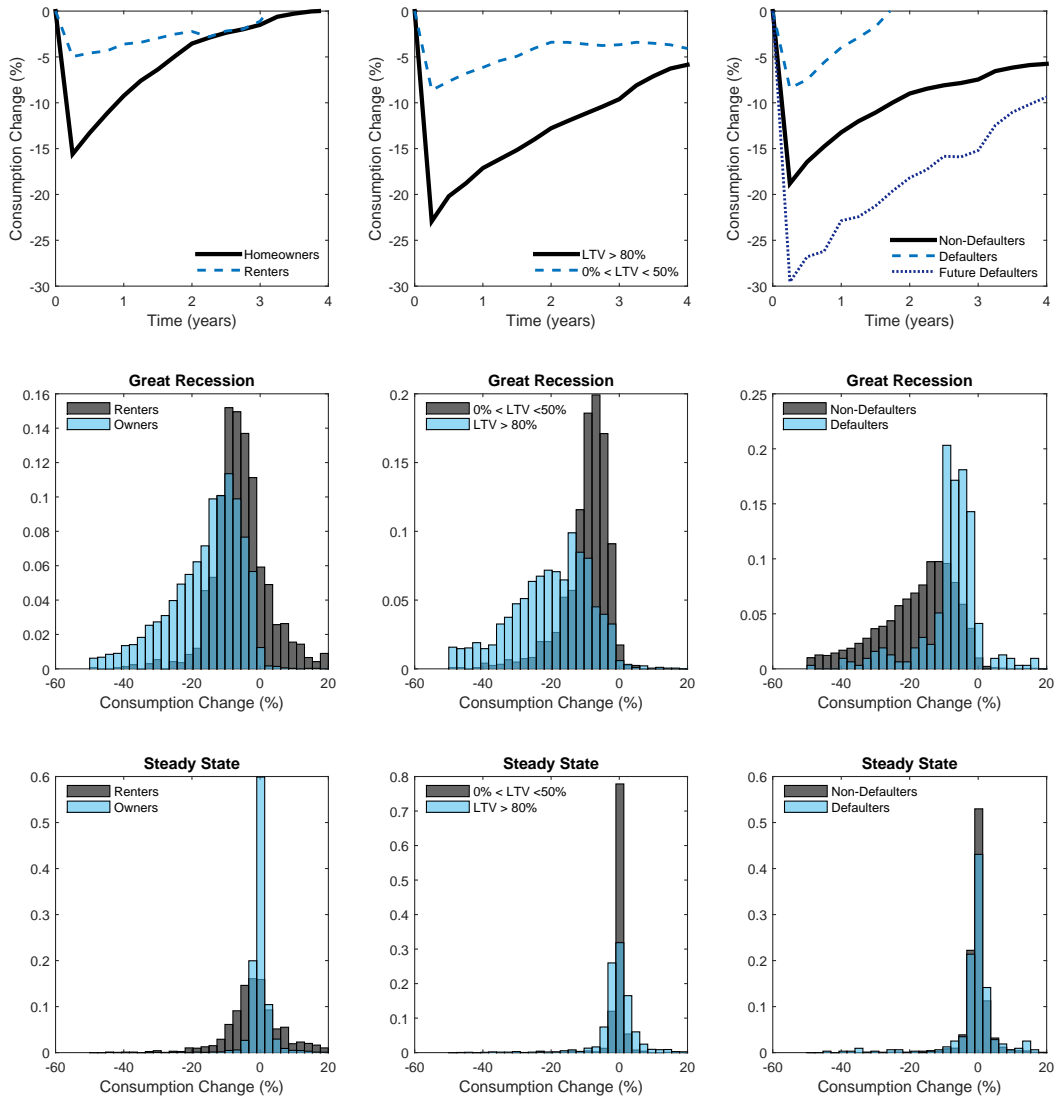 0
-5
-10
-15
-20
-25
-30
Consumption Change (%)
Homeowners
Renters
0 1 2 3 4
Time (years)
0
-5
-10
-15
-20
-25
-30
Consumption Change (%)
LTV > 80%
0% < LTV < 50%
0 1 2 3 4
Time (years)
0
-5
-10
-15
-20
-25
-30
Consumption Change (%)
Non-Defaulters
Defaulters
Future Defaulters
0 1 2 3 4
Time (years)
Great Recession
0.16
0.14
0.12
0.1
0.08
0.06
0.04
0.02
0
Renters
Owners
-60 -40 -20 0 20
Consumption Change (%)
Great Recession
0.2
0.15
0.1
0.05
0
0% < LTV <50%
LTV > 80%
-60 -40 -20 0 20
Consumption Change (%)
Great Recession
0.25
0.2
0.15
0.1
0.05
0
Non-Defaulters
Defaulters
-60 -40 -20 0 20
Consumption Change (%)
Steady State
0.6
0.5
0.4
0.3
0.2
0.1
0
Renters
Owners
-60 -40 -20 0 20
Consumption Change (%)
Steady State
0.8
0.7
0.6
0.5
0.4
0.3
0.2
0.1
0
0% < LTV <50%
LTV > 80%
-60 -40 -20 0 20
Consumption Change (%)
Steady State
0.6
0.5
0.4
0.3
0.2
0.1
0
Non-Defaulters
Defaulters
-60 -40 -20 0 20
Consumption Change (%)